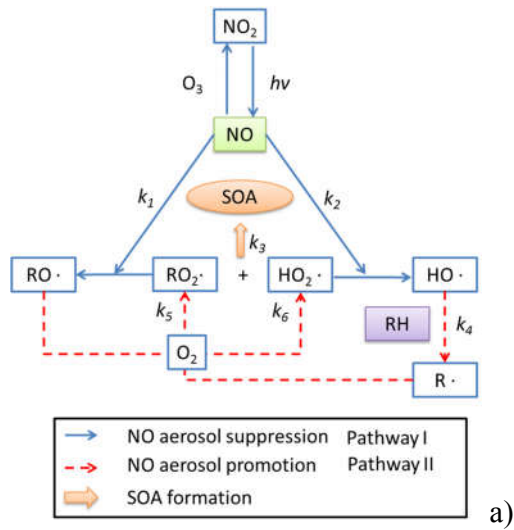 NO₂
O₃ hν
NO
k₁ SOA k₂
k₃
RO · RO₂· + HO₂ · HO ·
k₅ k₆ RH k₄
O₂
R ·
NO aerosol suppression Pathway I
NO aerosol promotion Pathway II
SOA formation
a)